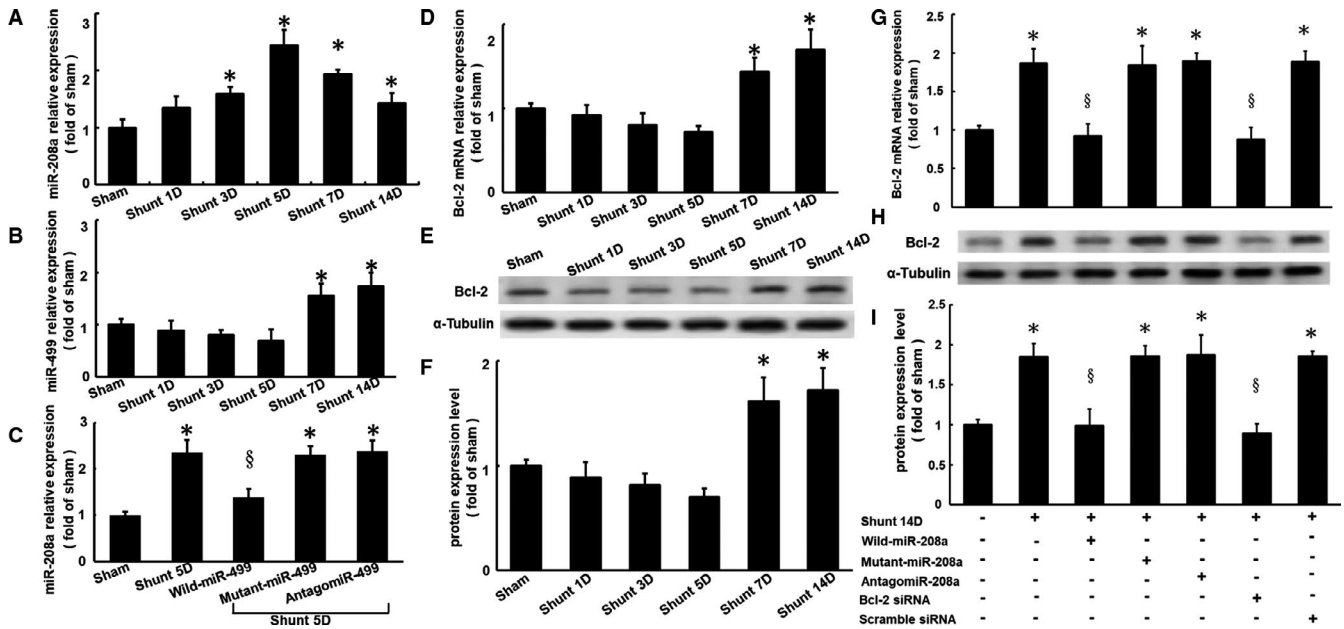 A
miR-208a relative expression
( fold of sham)
3
2
1
0
*
*
*
*
Sham
Shunt 1D
Shunt 3D
Shunt 5D
Shunt 7D
Shunt 14D
B
miR-499 relative expression
( fold of sham)
3
2
1
0
*
*
Sham
Shunt 1D
Shunt 3D
Shunt 5D
Shunt 7D
Shunt 14D
C
miR-208a relative expression
( fold of sham)
3
2
1
0
*
§
*
*
Sham
Shunt 5D
Wild-miR-499
Mutant-miR-499
AntagomiR-499
Shunt 5D
D
Bcl-2 mRNA relative expression
( fold of sham)
2
1
0
*
*
Sham
Shunt 1D
Shunt 3D
Shunt 5D
Shunt 7D
Shunt 14D
E
Sham
Shunt 1D
Shunt 3D
Shunt 5D
Shunt 7D
Shunt 14D
Bcl-2
α-Tubulin
F
protein expression level
( fold of sham)
2
1
0
*
*
Sham
Shunt 1D
Shunt 3D
Shunt 5D
Shunt 7D
Shunt 14D
G
Bcl-2 mRNA relative expression
( fold of sham)
2.5
2
1.5
1
0.5
0
*
§
*
*
§
*
H
Bcl-2
α-Tubulin
I
protein expression level
( fold of sham)
2.5
2
1.5
1
0.5
0
*
§
*
*
§
*
Shunt 14D - + + + + + +
Wild-miR-208a - - + - - - -
Mutant-miR-208a - - - + - - -
AntagomiR-208a - - - - + - -
Bcl-2 siRNA - - - - - + -
Scramble siRNA - - - - - - +